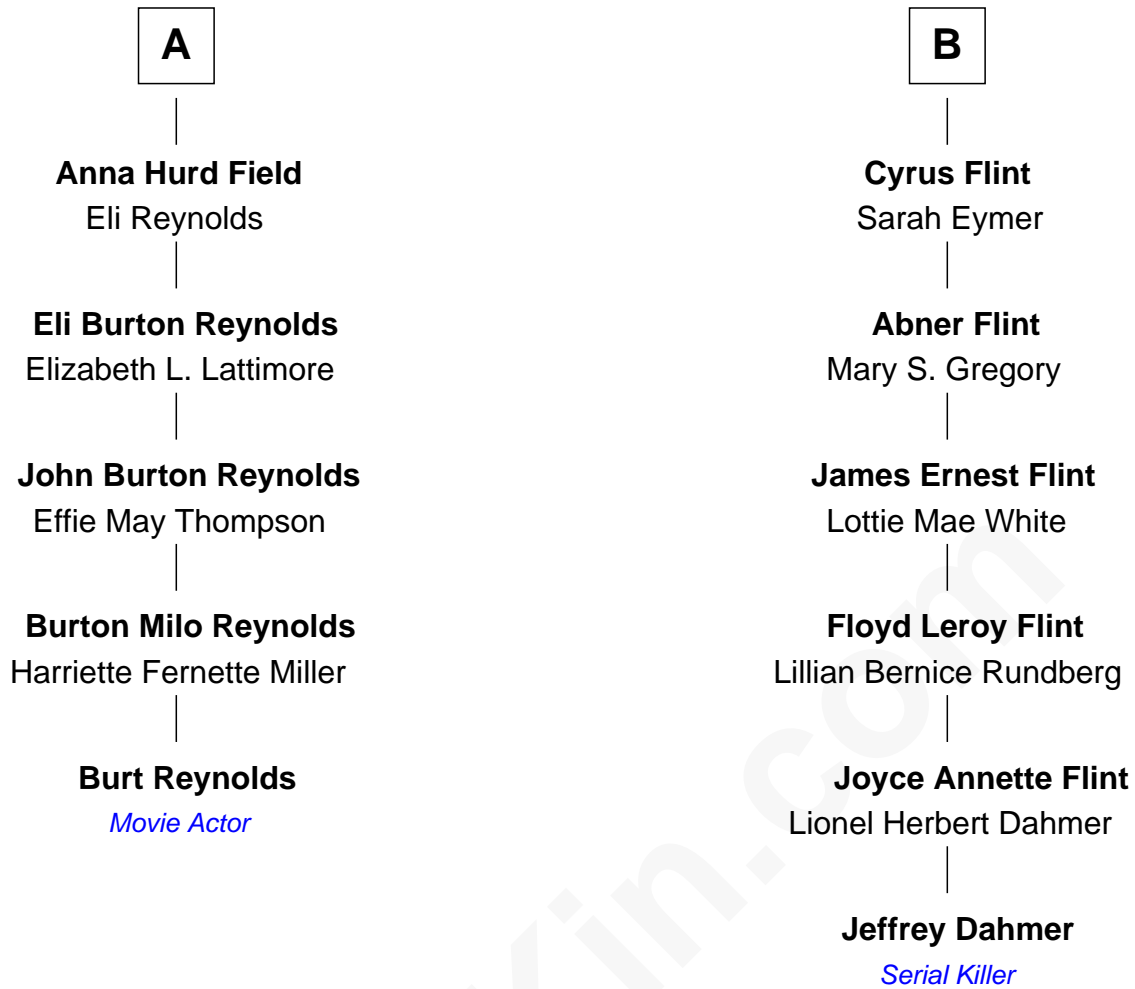 A
Anna Hurd Field
Eli Reynolds
Eli Burton Reynolds
Elizabeth L. Lattimore
John Burton Reynolds
Effie May Thompson
Burton Milo Reynolds
Harriette Fernette Miller
Burt Reynolds
Movie Actor
B
Cyrus Flint
Sarah Eymer
Abner Flint
Mary S. Gregory
James Ernest Flint
Lottie Mae White
Floyd Leroy Flint
Lillian Bernice Rundberg
Joyce Annette Flint
Lionel Herbert Dahmer
Jeffrey Dahmer
Serial Killer
Kin.com